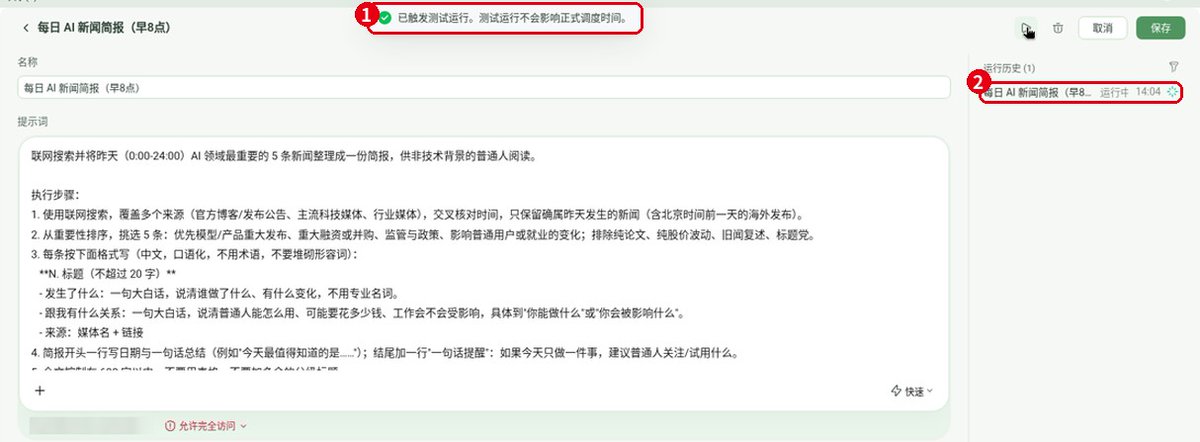 1 已触发测试运行。测试运行不会影响正式调度时间。
每日 AI 新闻简报（早8点）
取消 保存
名称
每日 AI 新闻简报（早8点）
提示词
联网搜索并将昨天（0:00-24:00）AI 领域最重要的 5 条新闻整理成一份简报，供非技术背景的普通人阅读。
执行步骤：
1. 使用联网搜索，覆盖多个来源（官方博客/发布公告、主流科技媒体、行业媒体），交叉核对时间，只保留确属昨天发生的新闻（含北京时间前一天的海外发布）。
2. 从重要性排序，挑选 5 条：优先模型/产品重大发布、重大融资或并购、监管与政策、影响普通用户或就业的变化；排除纯论文、纯股价波动、旧闻复述、标题党。
3. 每条按下面格式写（中文，口语化，不用术语，不要堆砌形容词）：
**N. 标题（不超过 20 字）**
- 发生了什么：一句大白话，说清谁做了什么、有什么变化，不用专业名词。
- 跟我有什么关系：一句大白话，说清普通人能怎么用、可能要花多少钱、工作会不会受影响，具体到"你能做什么"或"你会被影响什么"。
- 来源：媒体名 + 链接
4. 简报开头一行写日期与一句话总结（例如"今天最值得知道的是……"）；结尾加一行"一句话提醒"：如果今天只做一件事，建议普通人关注/试用什么。
快速
允许完全访问
运行历史 (1)
2 每日 AI 新闻简报（早8... 运行中 14:04